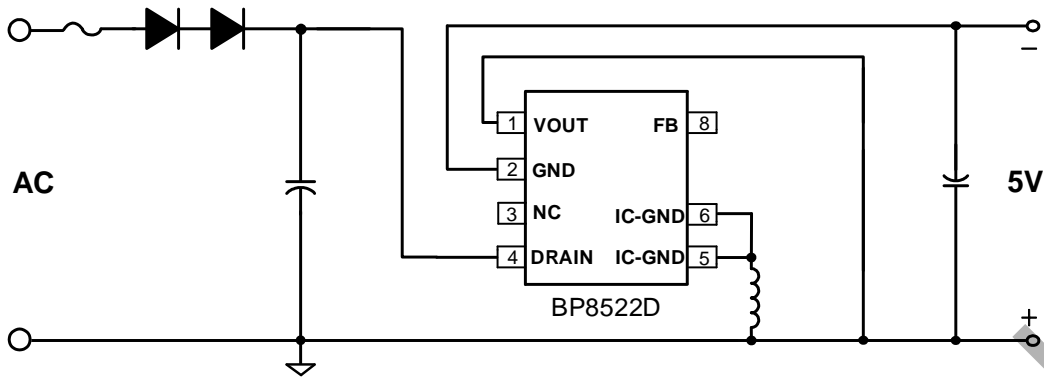 −
1 VOUT FB 8
AC
2 GND
5V
3 NC IC-GND 6
4 DRAIN IC-GND 5
BP8522D
+